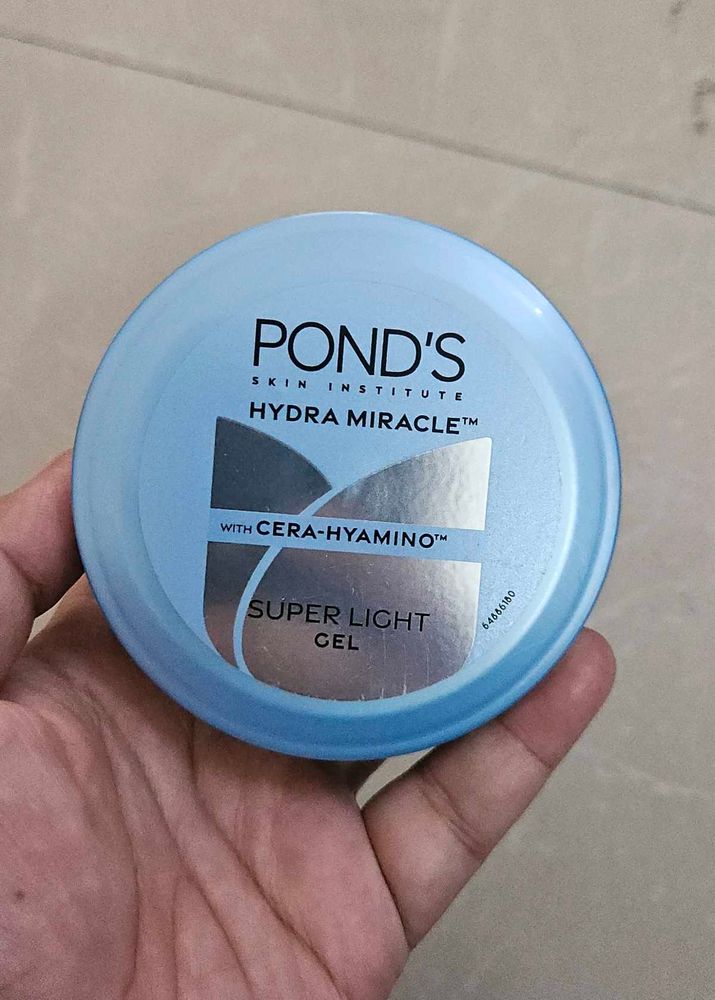 POND'S
SKIN INSTITUTE
HYDRA MIRACLE™
WITH CERA-HYAMINO™
SUPER LIGHT
GEL
64886180